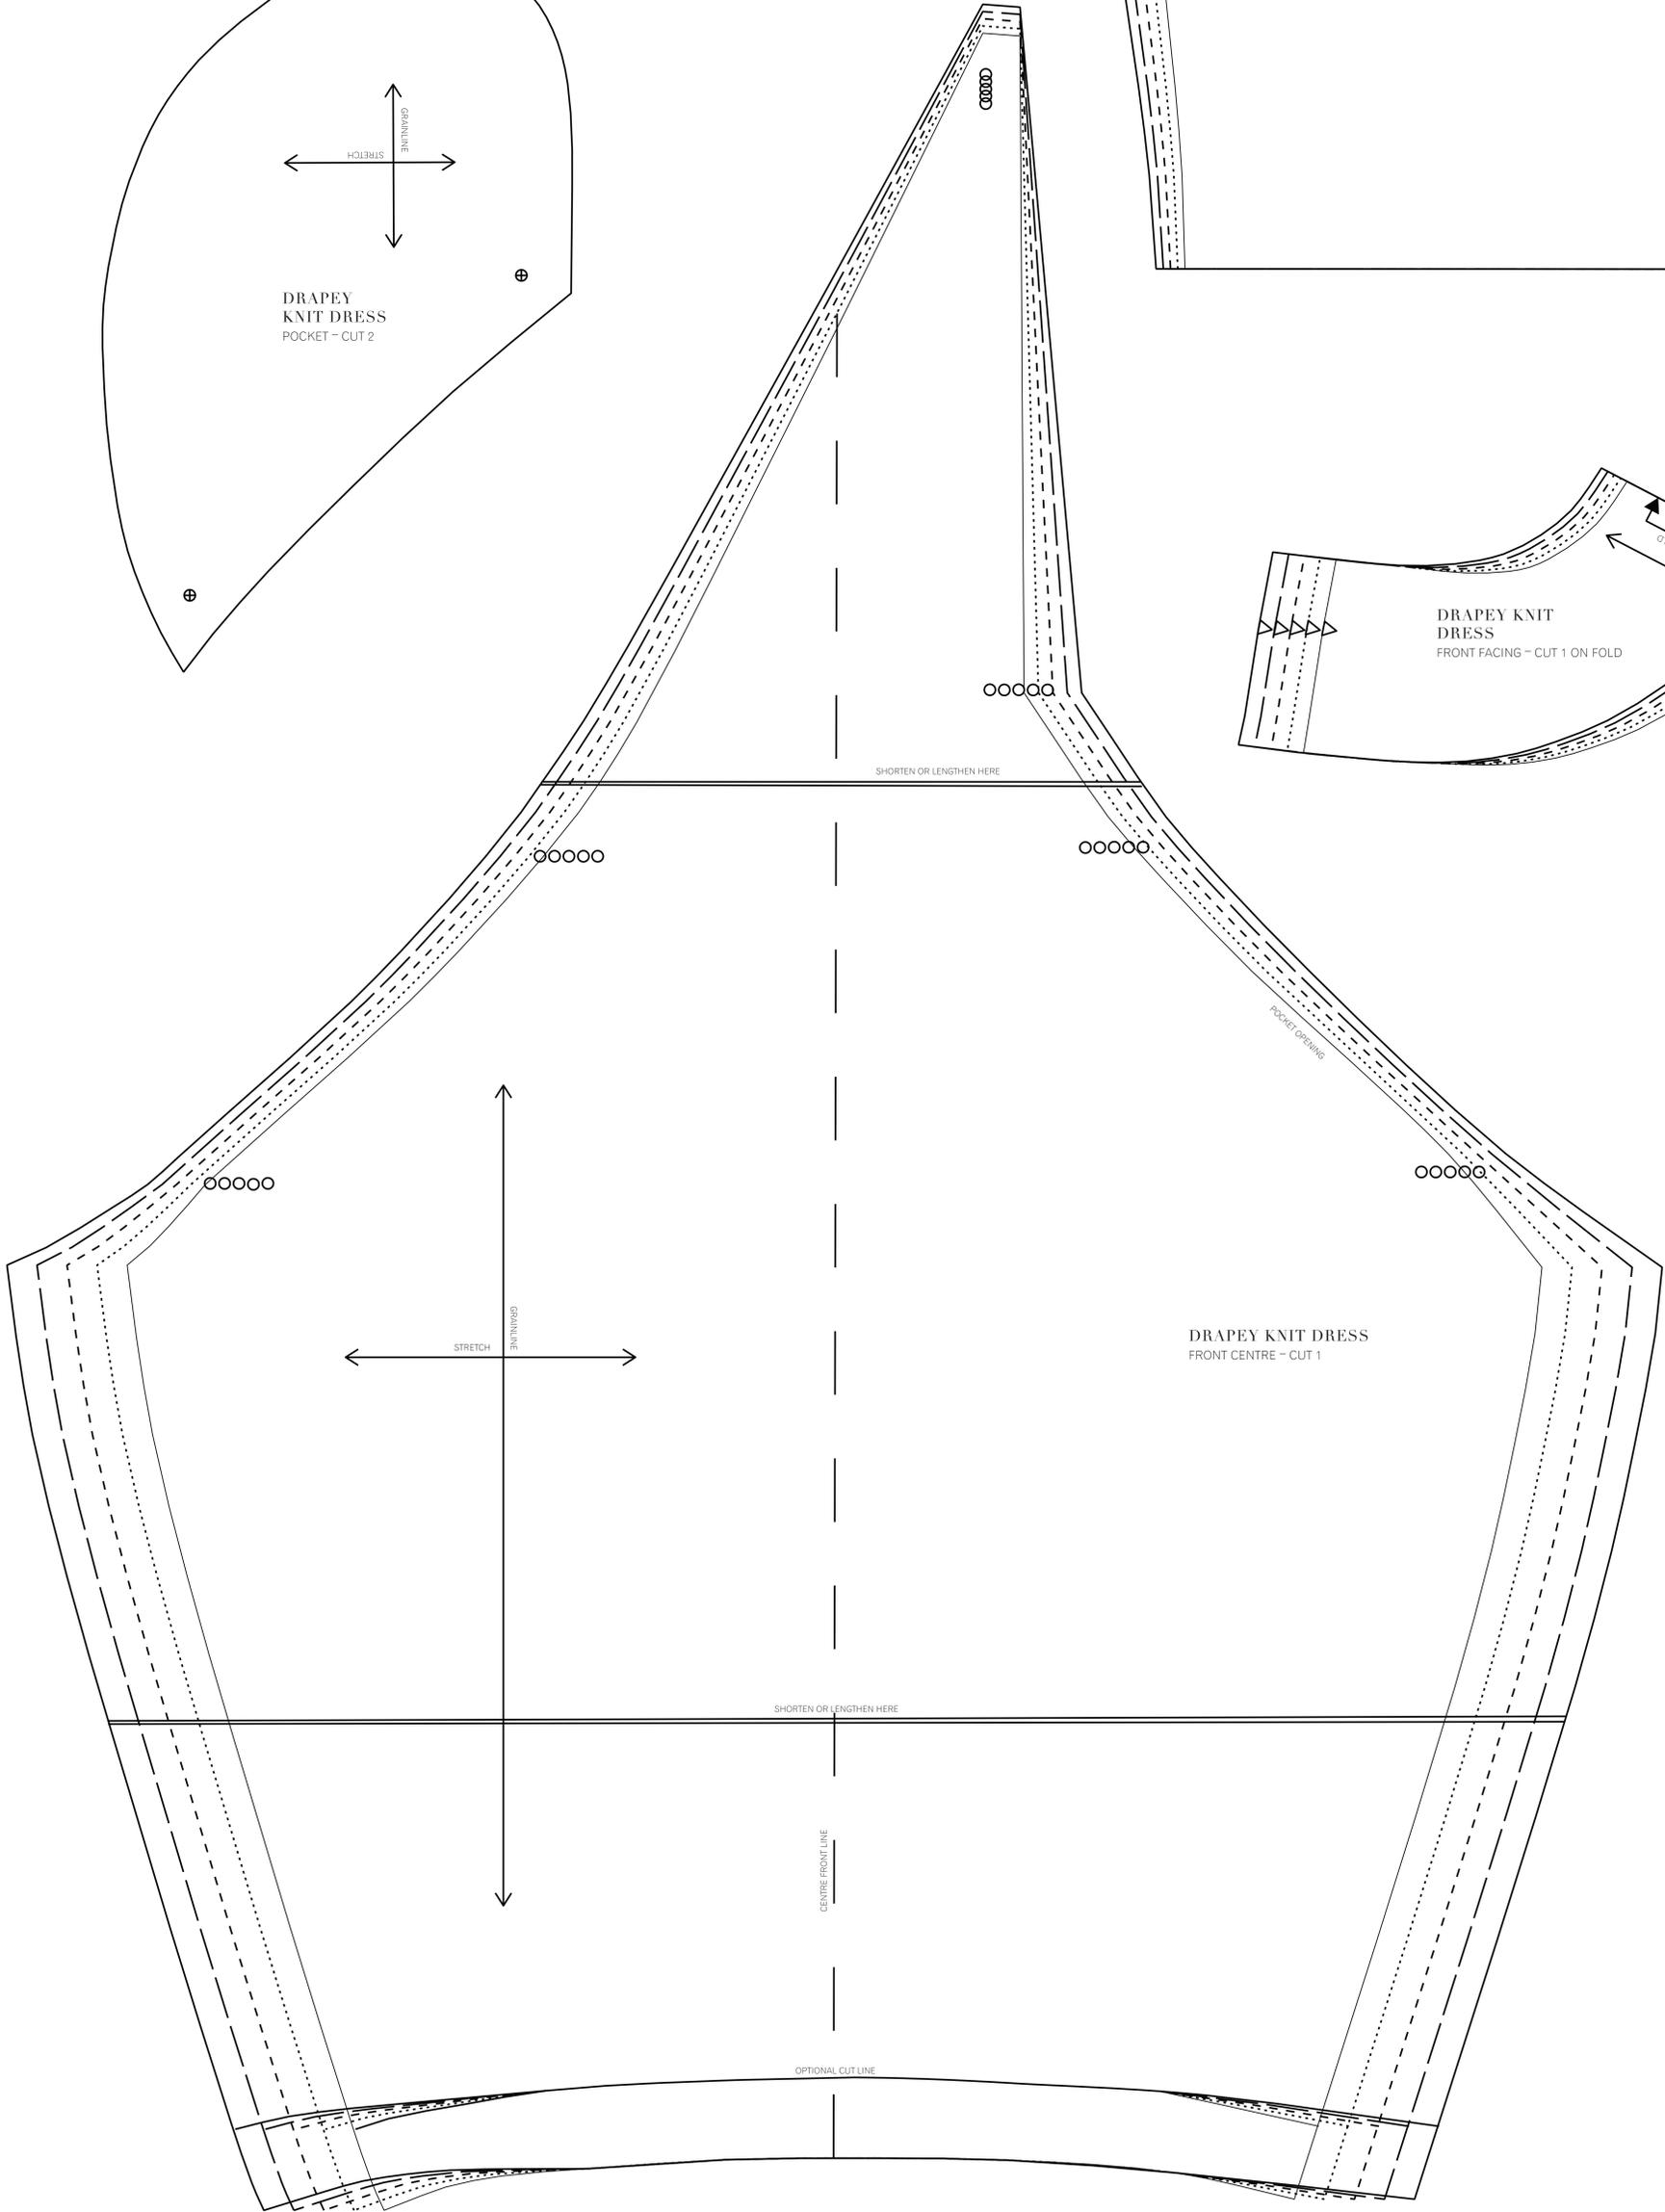 GRAINLINE
STRETCH
DRAPEY
KNIT DRESS
POCKET – CUT 2
DRAPEY KNIT
DRESS
FRONT FACING – CUT 1 ON FOLD
SHORTEN OR LENGTHEN HERE
POCKET OPENING
GRAINLINE
STRETCH
DRAPEY KNIT DRESS
FRONT CENTRE – CUT 1
SHORTEN OR LENGTHEN HERE
CENTRE FRONT LINE
OPTIONAL CUT LINE